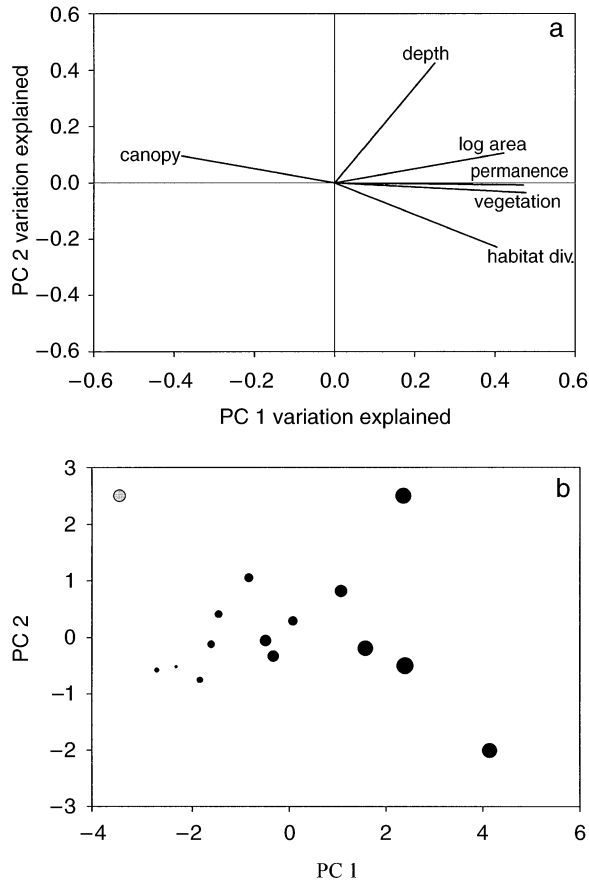 a
0.6
0.4
0.2
0.0
−0.2
−0.4
−0.6
PC 2 variation explained
depth
log area
canopy
permanence
vegetation
habitat div.
−0.6 −0.4 −0.2 0.0 0.2 0.4 0.6
PC 1 variation explained
b
3
2
1
0
−1
−2
−3
PC 2
−4 −2 0 2 4 6
PC 1